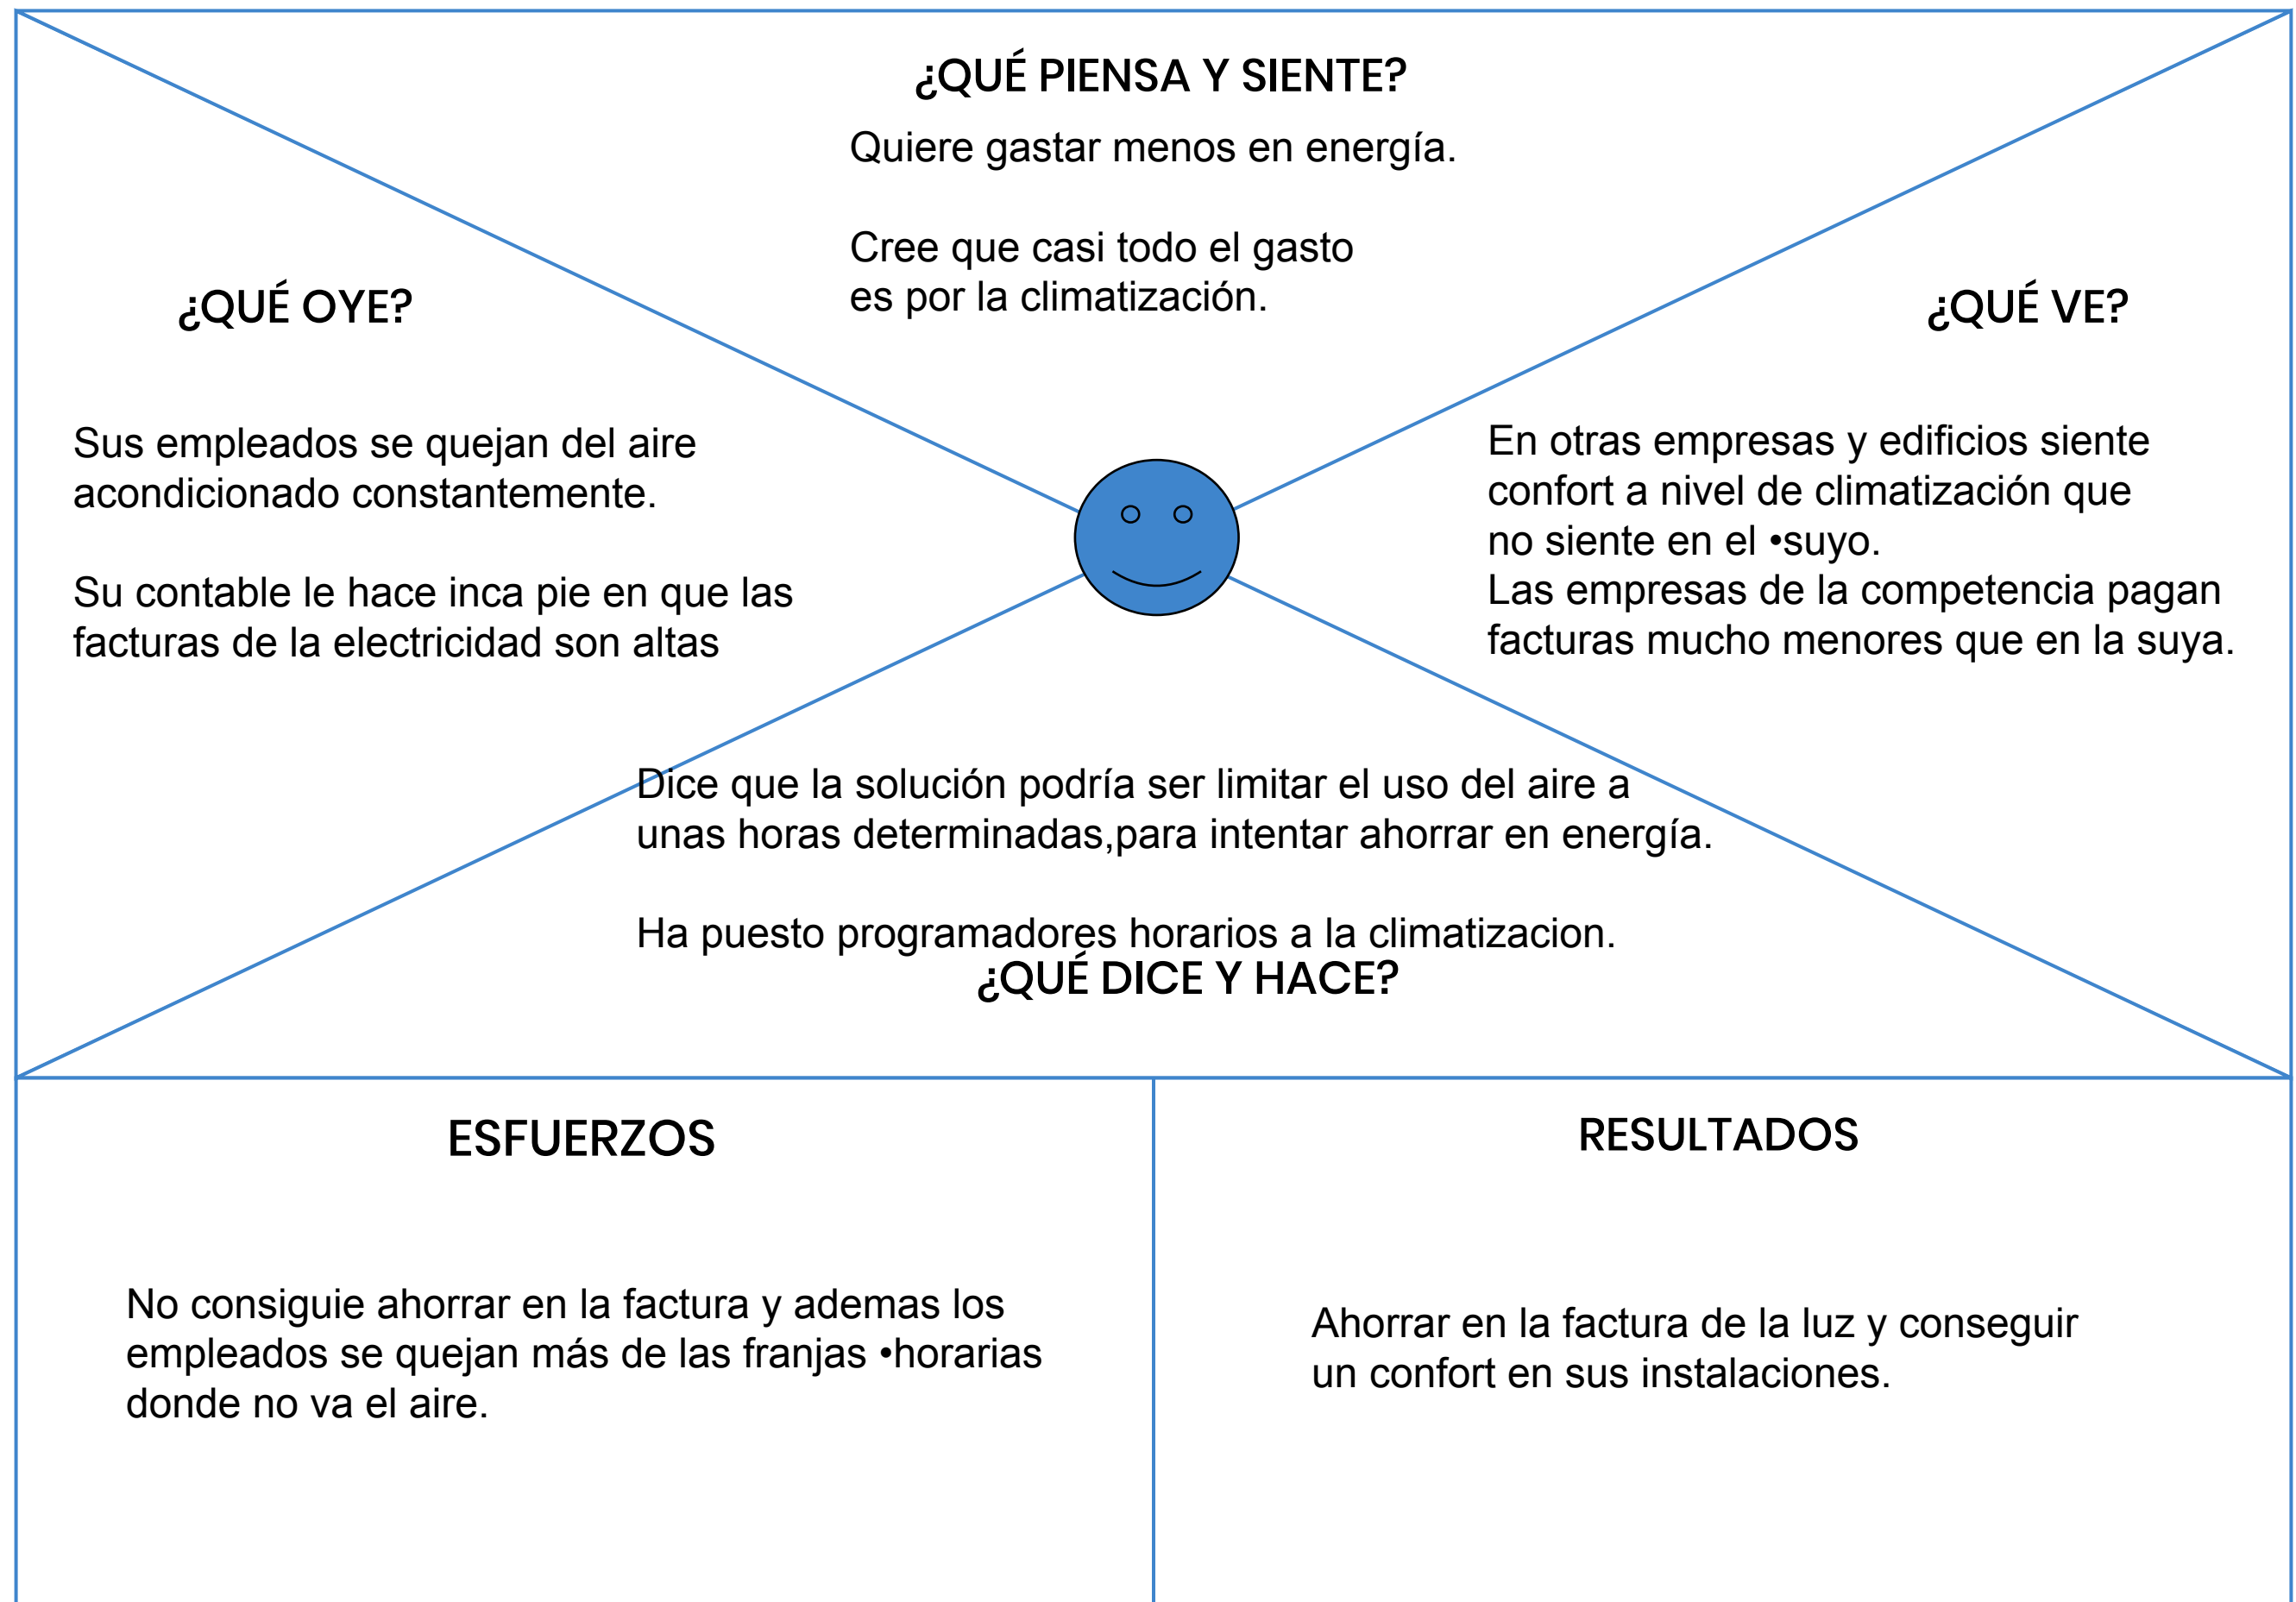 ¿QUÉ PIENSA Y SIENTE?
Quiere gastar menos en energía.
Cree que casi todo el gasto
es por la climatización.
¿QUÉ OYE?
Sus empleados se quejan del aire
acondicionado constantemente.
Su contable le hace inca pie en que las
facturas de la electricidad son altas
¿QUÉ VE?
En otras empresas y edificios siente
confort a nivel de climatización que
no siente en el •suyo.
Las empresas de la competencia pagan
facturas mucho menores que en la suya.
Dice que la solución podría ser limitar el uso del aire a
unas horas determinadas,para intentar ahorrar en energía.
Ha puesto programadores horarios a la climatizacion.
¿QUÉ DICE Y HACE?
ESFUERZOS
No consiguie ahorrar en la factura y ademas los
empleados se quejan más de las franjas •horarias
donde no va el aire.
RESULTADOS
Ahorrar en la factura de la luz y conseguir
un confort en sus instalaciones.